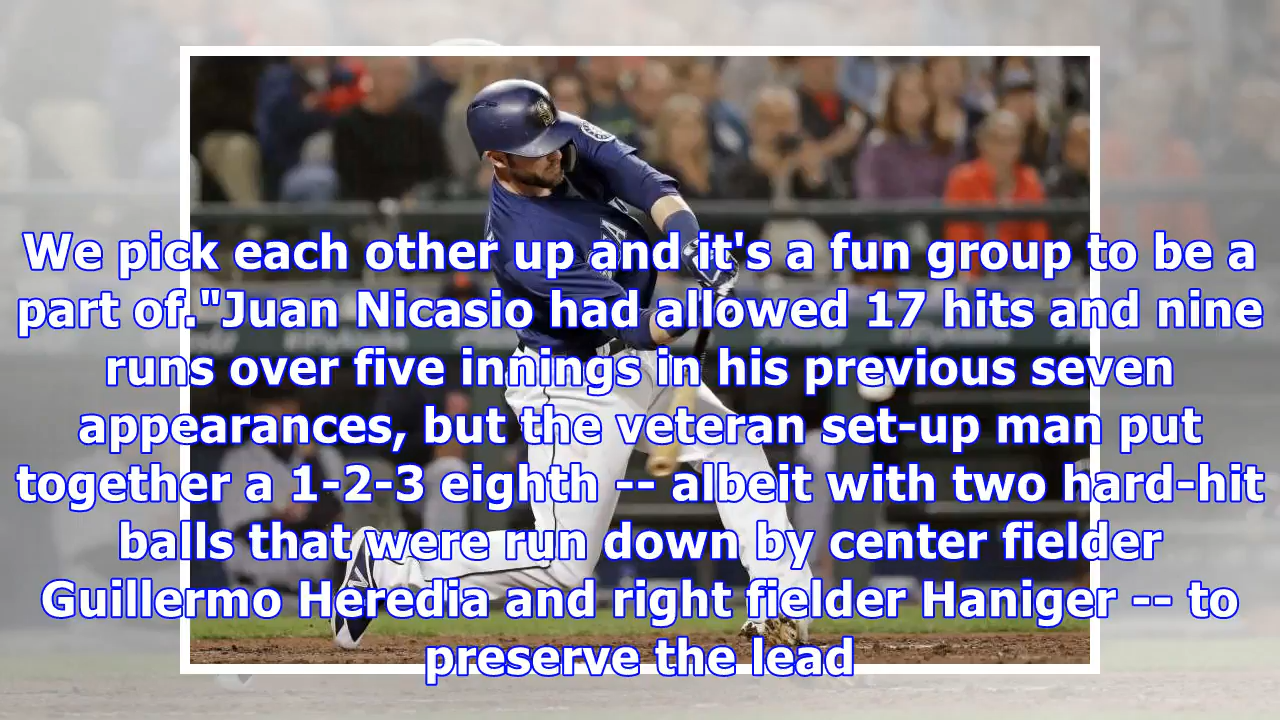 We pick each other up and it's a fun group to be a
part of."Juan Nicasio had allowed 17 hits and nine
runs over five innings in his previous seven
appearances, but the veteran set-up man put
together a 1-2-3 eighth -- albeit with two hard-hit
balls that were run down by center fielder
Guillermo Heredia and right fielder Haniger -- to
preserve the lead